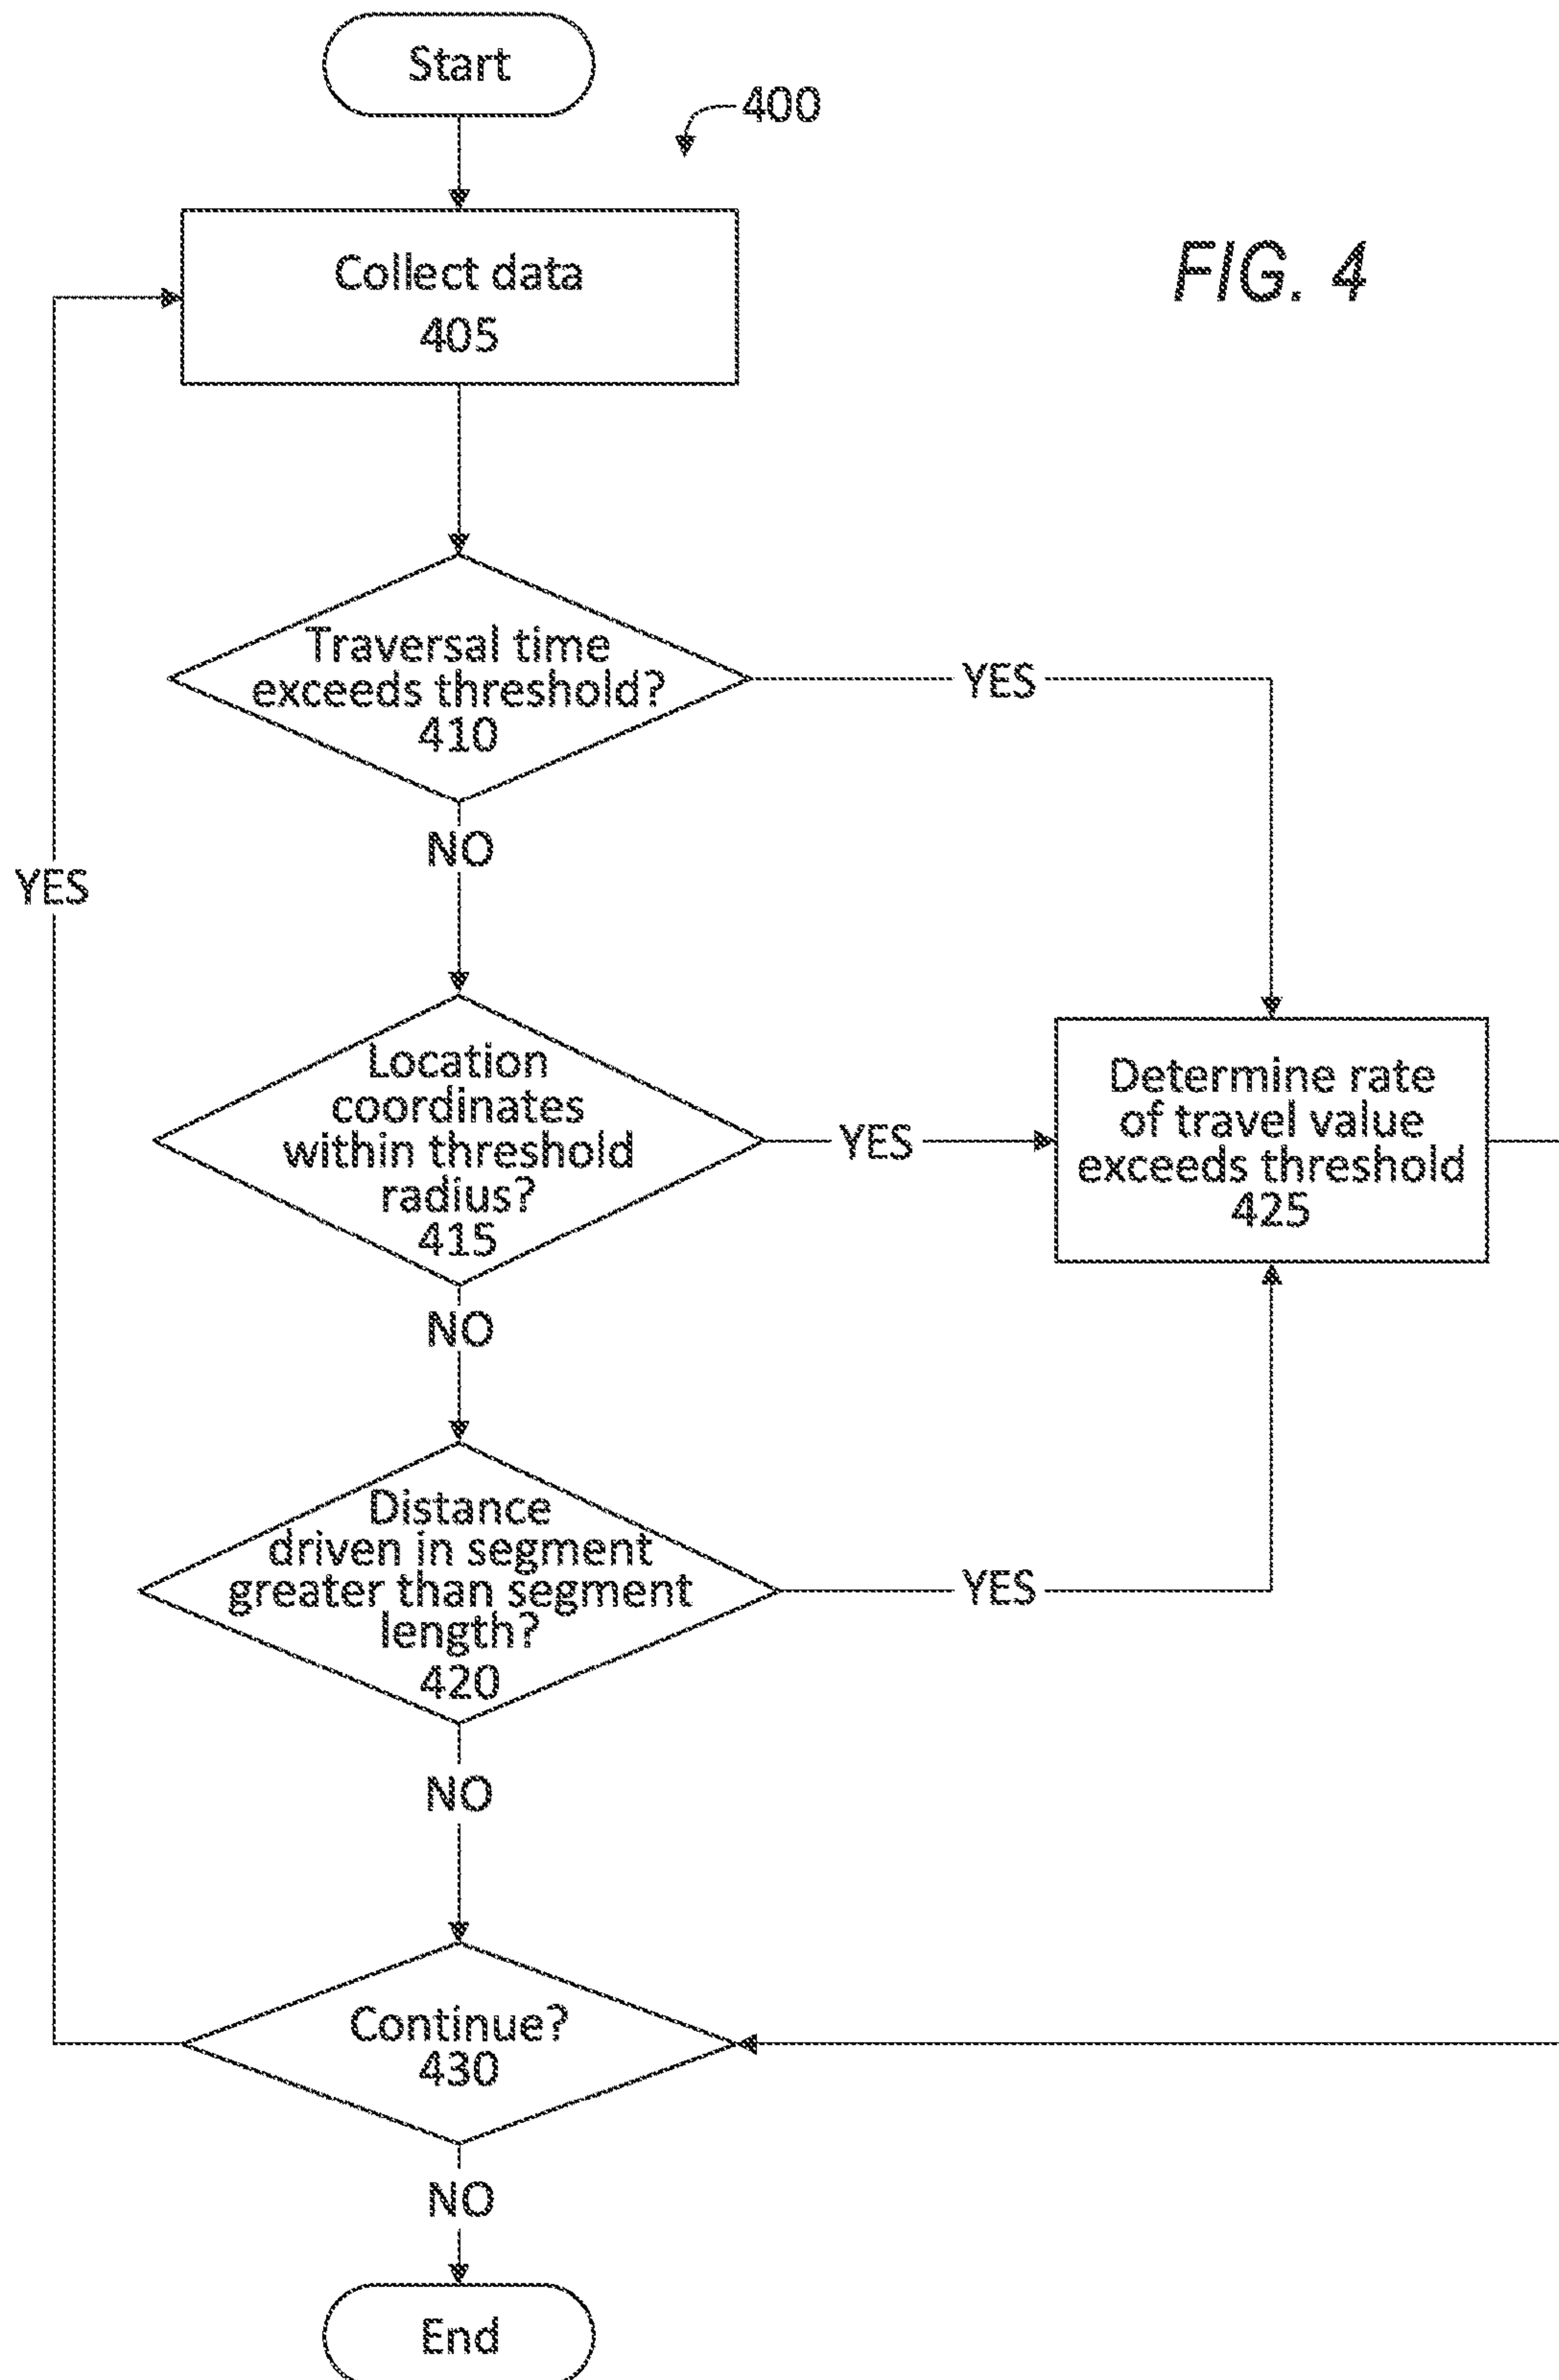 Start
400
FIG. 4
Collect data
405
Traversal time
exceeds threshold?
410
YES
NO
YES
Location
coordinates
within threshold
radius?
415
YES
Determine rate
of travel value
exceeds threshold
425
NO
Distance
driven in segment
greater than segment
length?
420
YES
NO
Continue?
430
NO
End